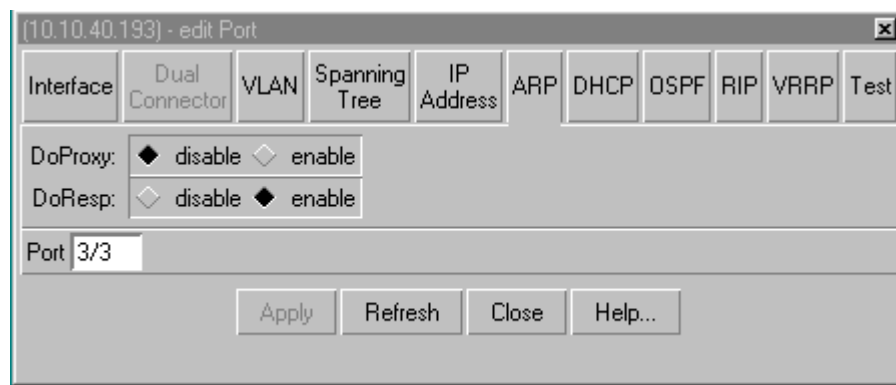 (10.10.40.193) - edit Port
Interface Dual Connector VLAN Spanning Tree IP Address ARP DHCP OSPF RIP VRRP Test
DoProxy: disable enable
DoResp: disable enable
Port 3/3
Apply Refresh Close Help...